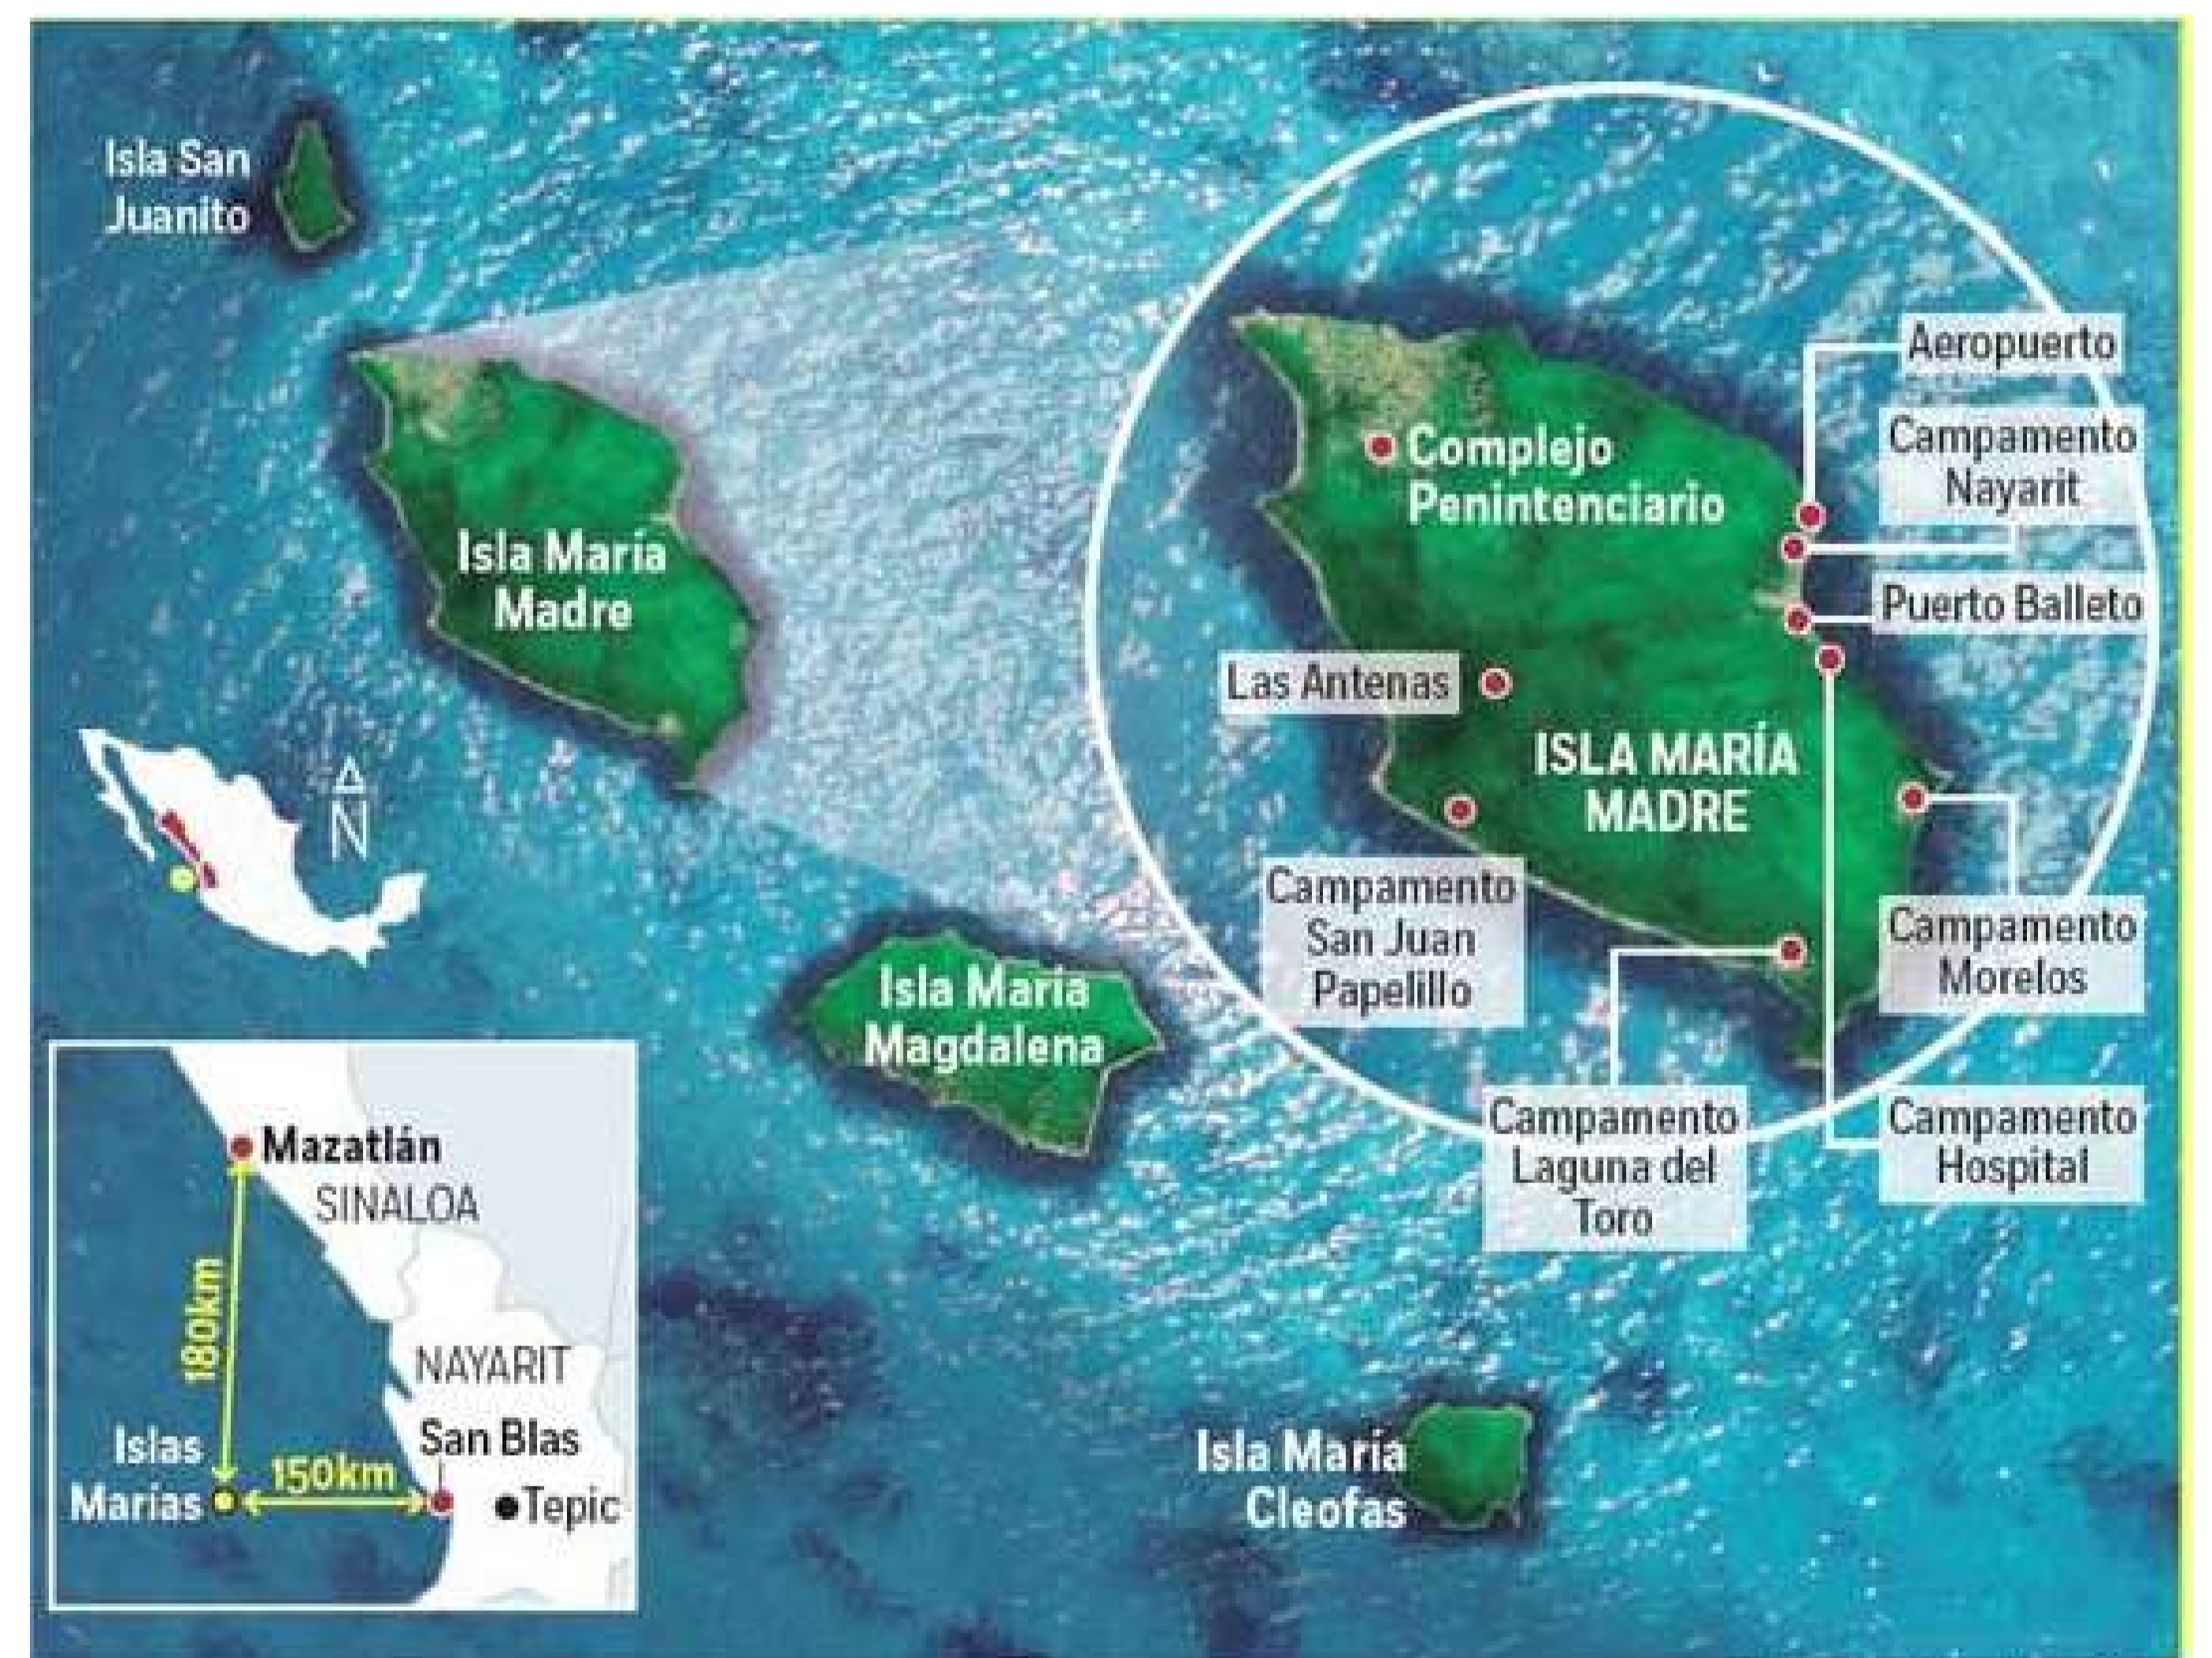 Isla San
Juanito
Isla María
Madre
Isla María
Magdalena
Isla María
Cleofas
Aeropuerto
Campamento
Nayarit
Complejo
Penintenciario
Puerto Balleto
Las Antenas
ISLA MARÍA
MADRE
Campamento
San Juan
Papelillo
Campamento
Morelos
Campamento
Laguna del
Toro
Campamento
Hospital
N
Mazatlán
SINALOA
180km
NAYARIT
San Blas
Islas
Marías
150km
Tepic